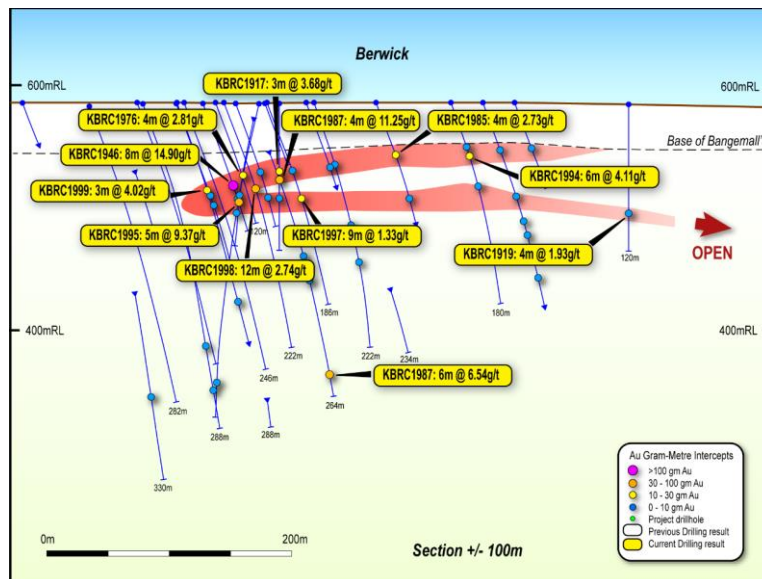 Berwick
600mRL
600mRL
KBRC1917: 3m @ 3.68g/t
KBRC1976: 4m @ 2.81g/t
KBRC1987: 4m @ 11.25g/t
KBRC1985: 4m @ 2.73g/t
Base of Bangemall'
KBRC1946: 8m @ 14.90g/t
KBRC1994: 6m @ 4.11g/t
KBRC1999: 3m @ 4.02g/t
KBRC1995: 5m @ 9.37g/t
120m
KBRC1997: 9m @ 1.33g/t
KBRC1919: 4m @ 1.93g/t
OPEN
KBRC1998: 12m @ 2.74g/t
120m
186m
180m
400mRL
400mRL
222m
222m
234m
246m
KBRC1987: 6m @ 6.54g/t
264m
282m
288m
288m
330m
Au Gram-Metre Intercepts
>100 gm Au
30 - 100 gm Au
10 - 30 gm Au
0 - 10 gm Au
Project drillhole
Previous Drilling result
Current Drilling result
0m
200m
Section +/- 100m